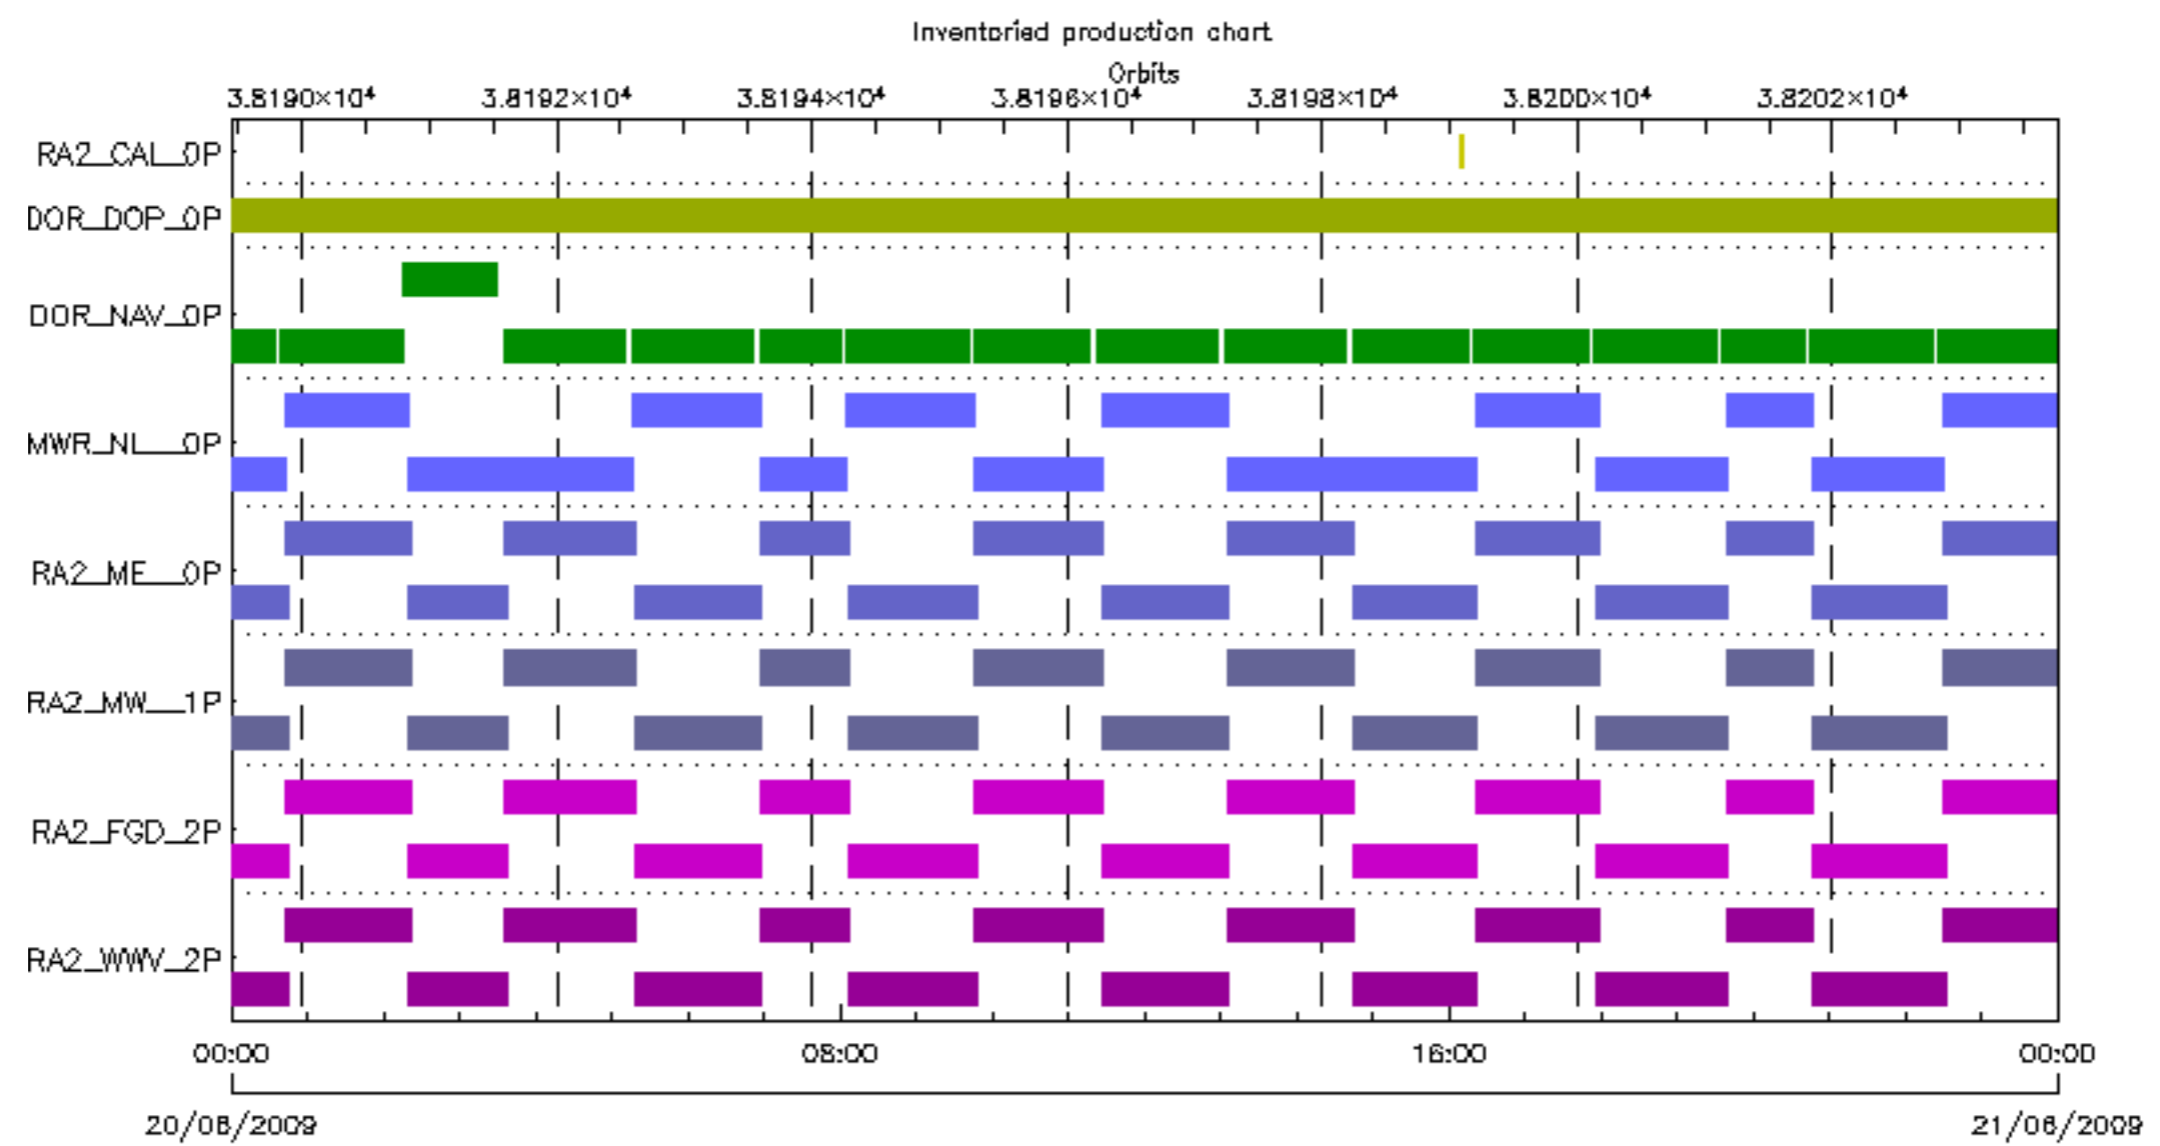 Inventoried production chart
Orbits
3.8190×10⁴ 3.8192×10⁴ 3.8194×10⁴ 3.8196×10⁴ 3.8198×10⁴ 3.8200×10⁴ 3.8202×10⁴
RA2_CAL_0P
DOR_DOP_0P
DOR_NAV_0P
MWR_NL__0P
RA2_ME__0P
RA2_MW__1P
RA2_FGD_2P
RA2_WWV_2P
00:00 08:00 16:00 00:00
20/06/2009 21/06/2009